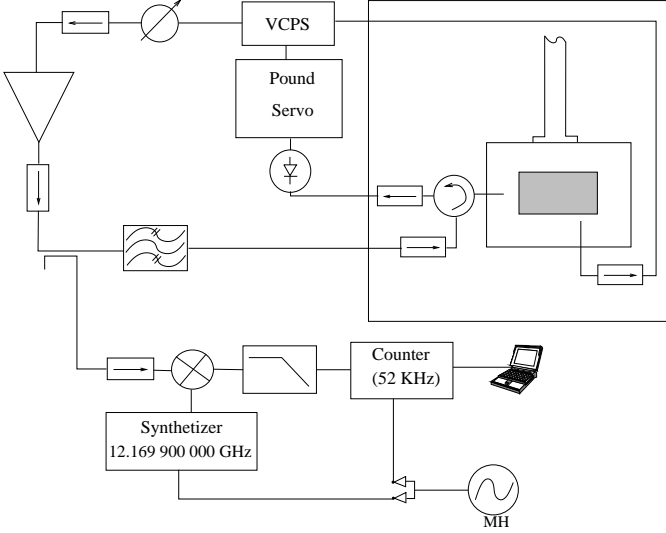 VCPS
Pound
Servo
Counter
(52 KHz)
Synthetizer
12.169 900 000 GHz
MH